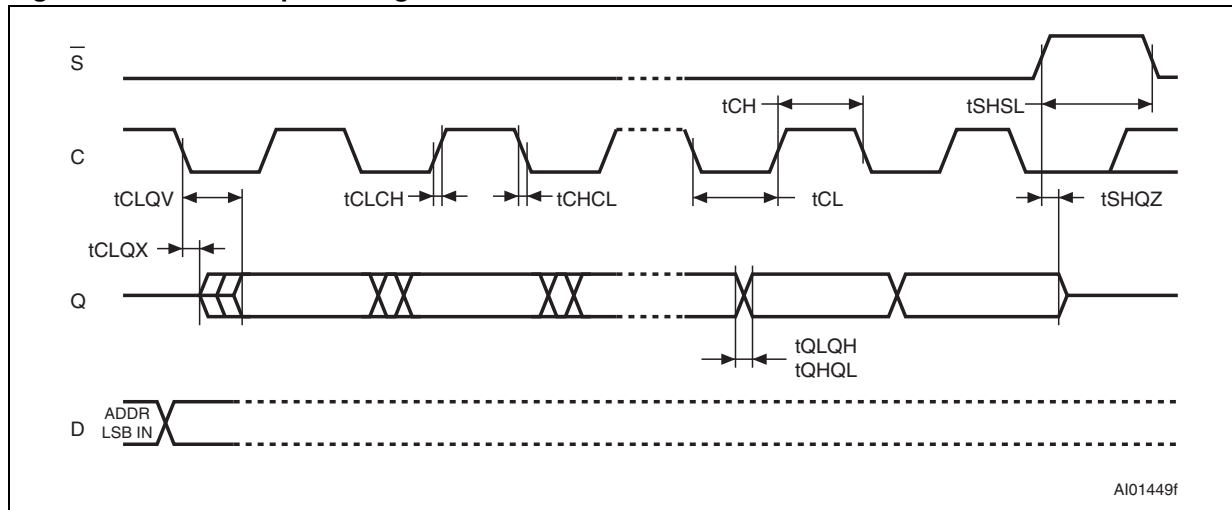 S
tCH
tSHSL
C
tCLQV
tCLCH
tCHCL
tCL
tSHQZ
tCLQX
Q
tQLQH
tQHQL
D
ADDR
LSB IN
AI01449f